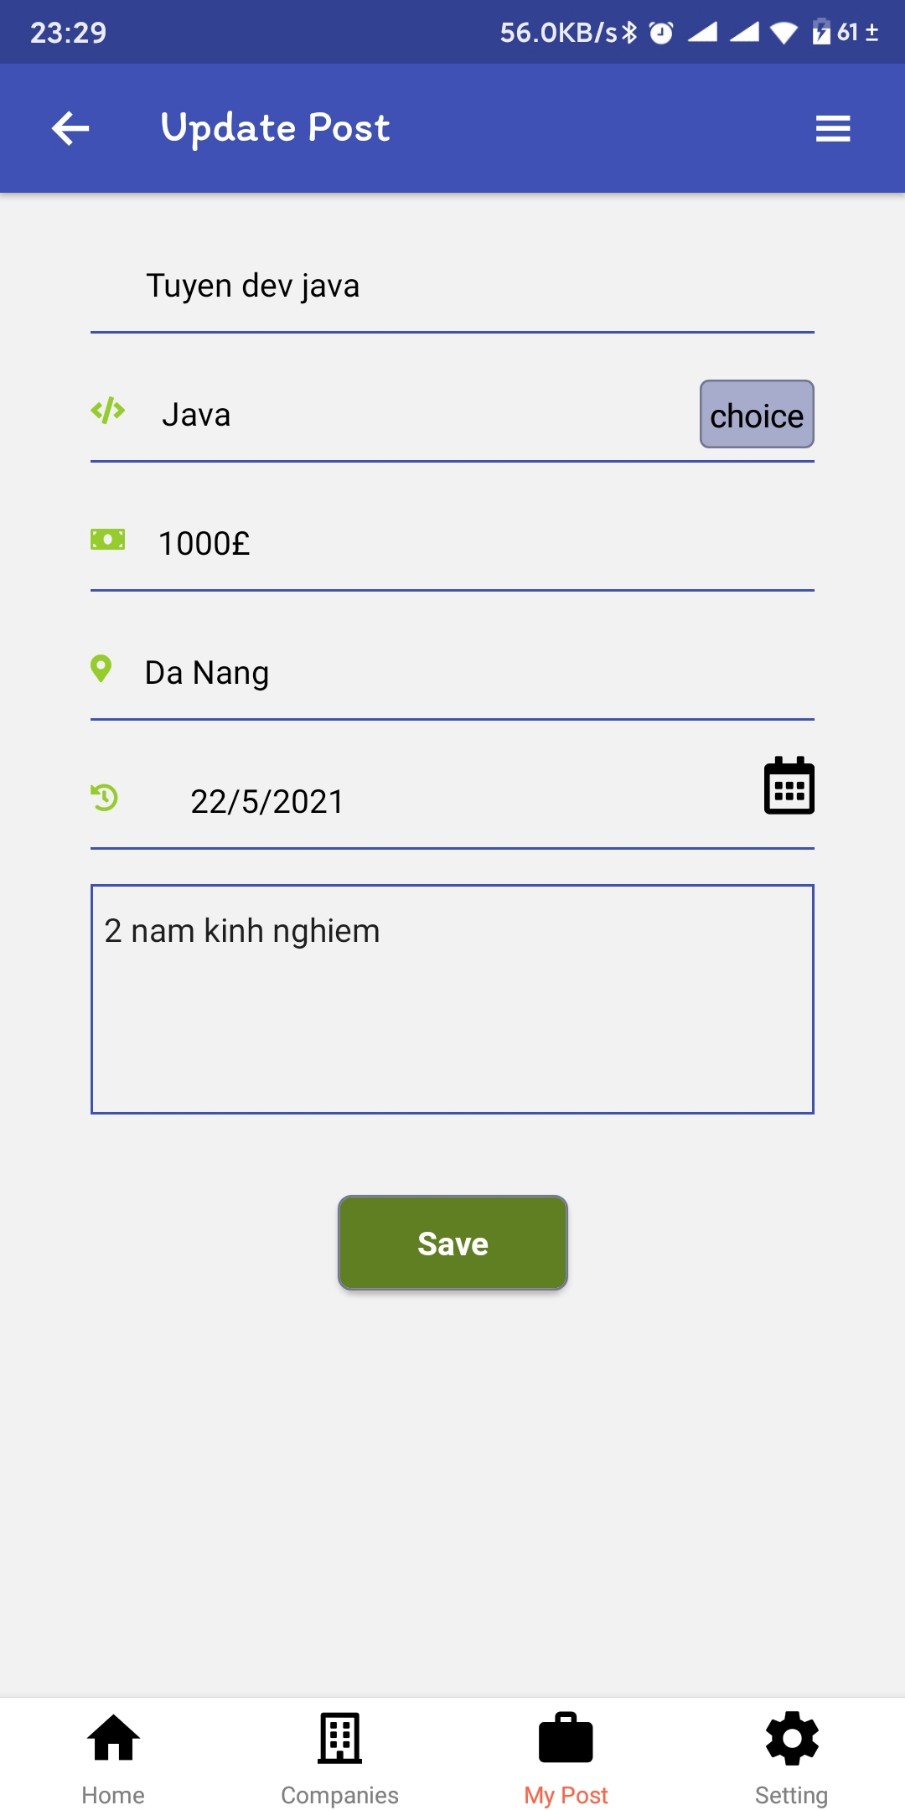 23:29
56.0KB/s 61 ±
Update Post
Tuyen dev java
Java
choice
1000£
Da Nang
22/5/2021
2 nam kinh nghiem
Save
Home
Companies
My Post
Setting